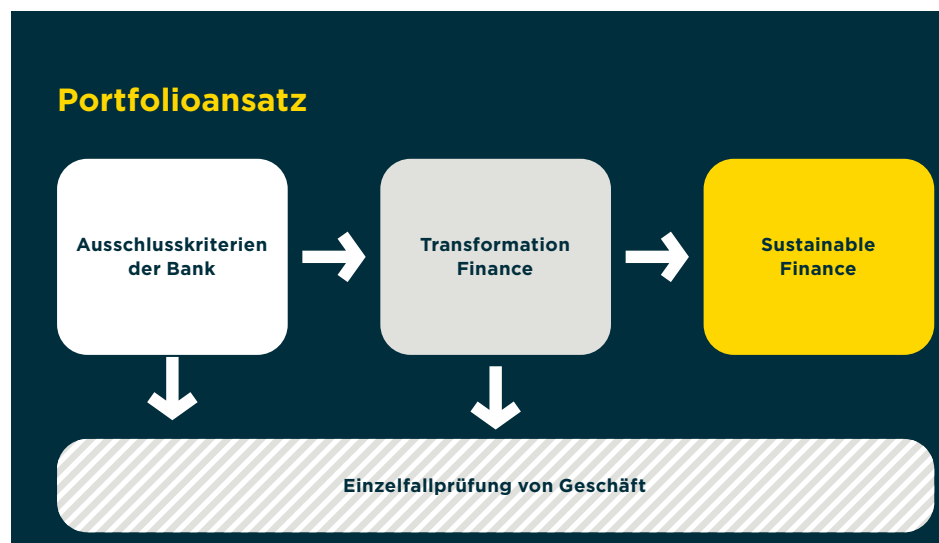 Portfolioansatz
Ausschlusskriterien
der Bank
Transformation
Finance
Sustainable
Finance
Einzelfallprüfung von Geschäft